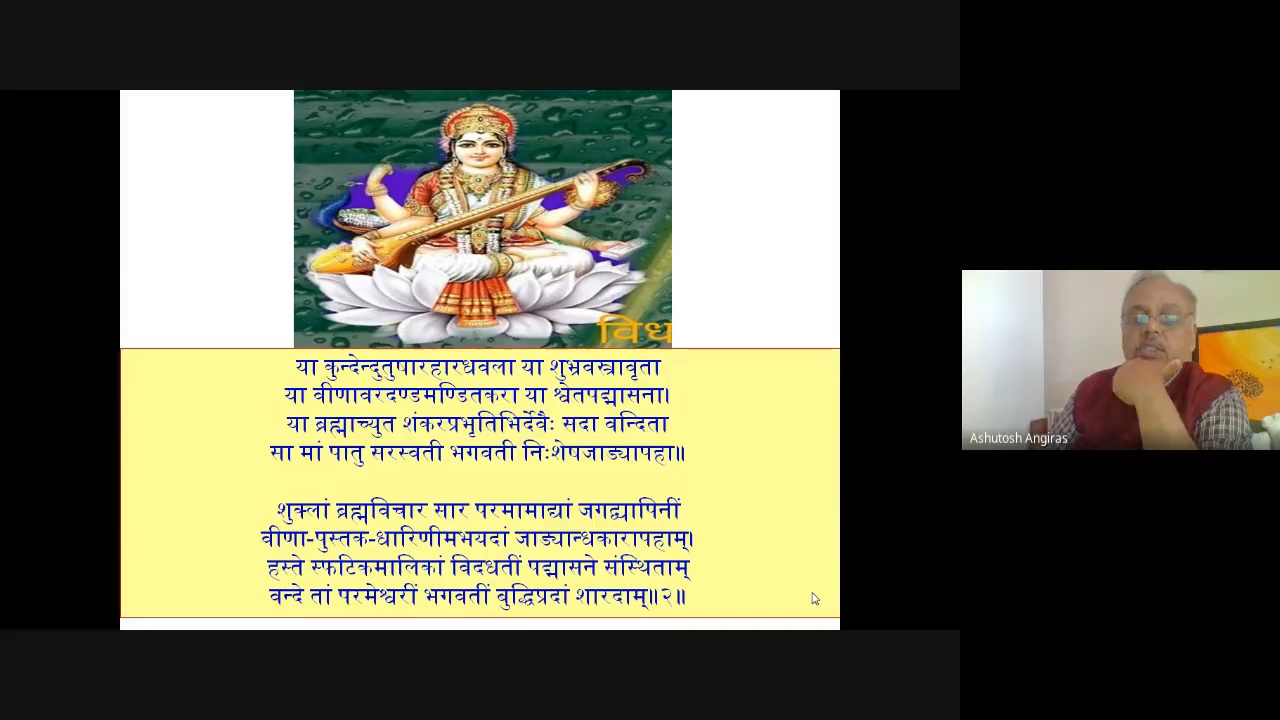 विध
या कुन्देन्दुतुषारहारधवला या शुभ्रवस्त्रावृता
या वीणावरदण्डमण्डितकरा या श्वेतपद्मासना।
या ब्रह्माच्युत शंकरप्रभृतिभिर्देवैः सदा वन्दिता
सा मां पातु सरस्वती भगवती निःशेषजाड्यापहा॥
शुक्लां ब्रह्मविचार सार परमामाद्यां जगद्व्यापिनीं
वीणा-पुस्तक-धारिणीमभयदां जाड्यान्धकारापहाम्।
हस्ते स्फटिकमालिकां विदधतीं पद्मासने संस्थिताम्
वन्दे तां परमेश्वरीं भगवतीं बुद्धिप्रदां शारदाम्॥२॥
Ashutosh Angiras